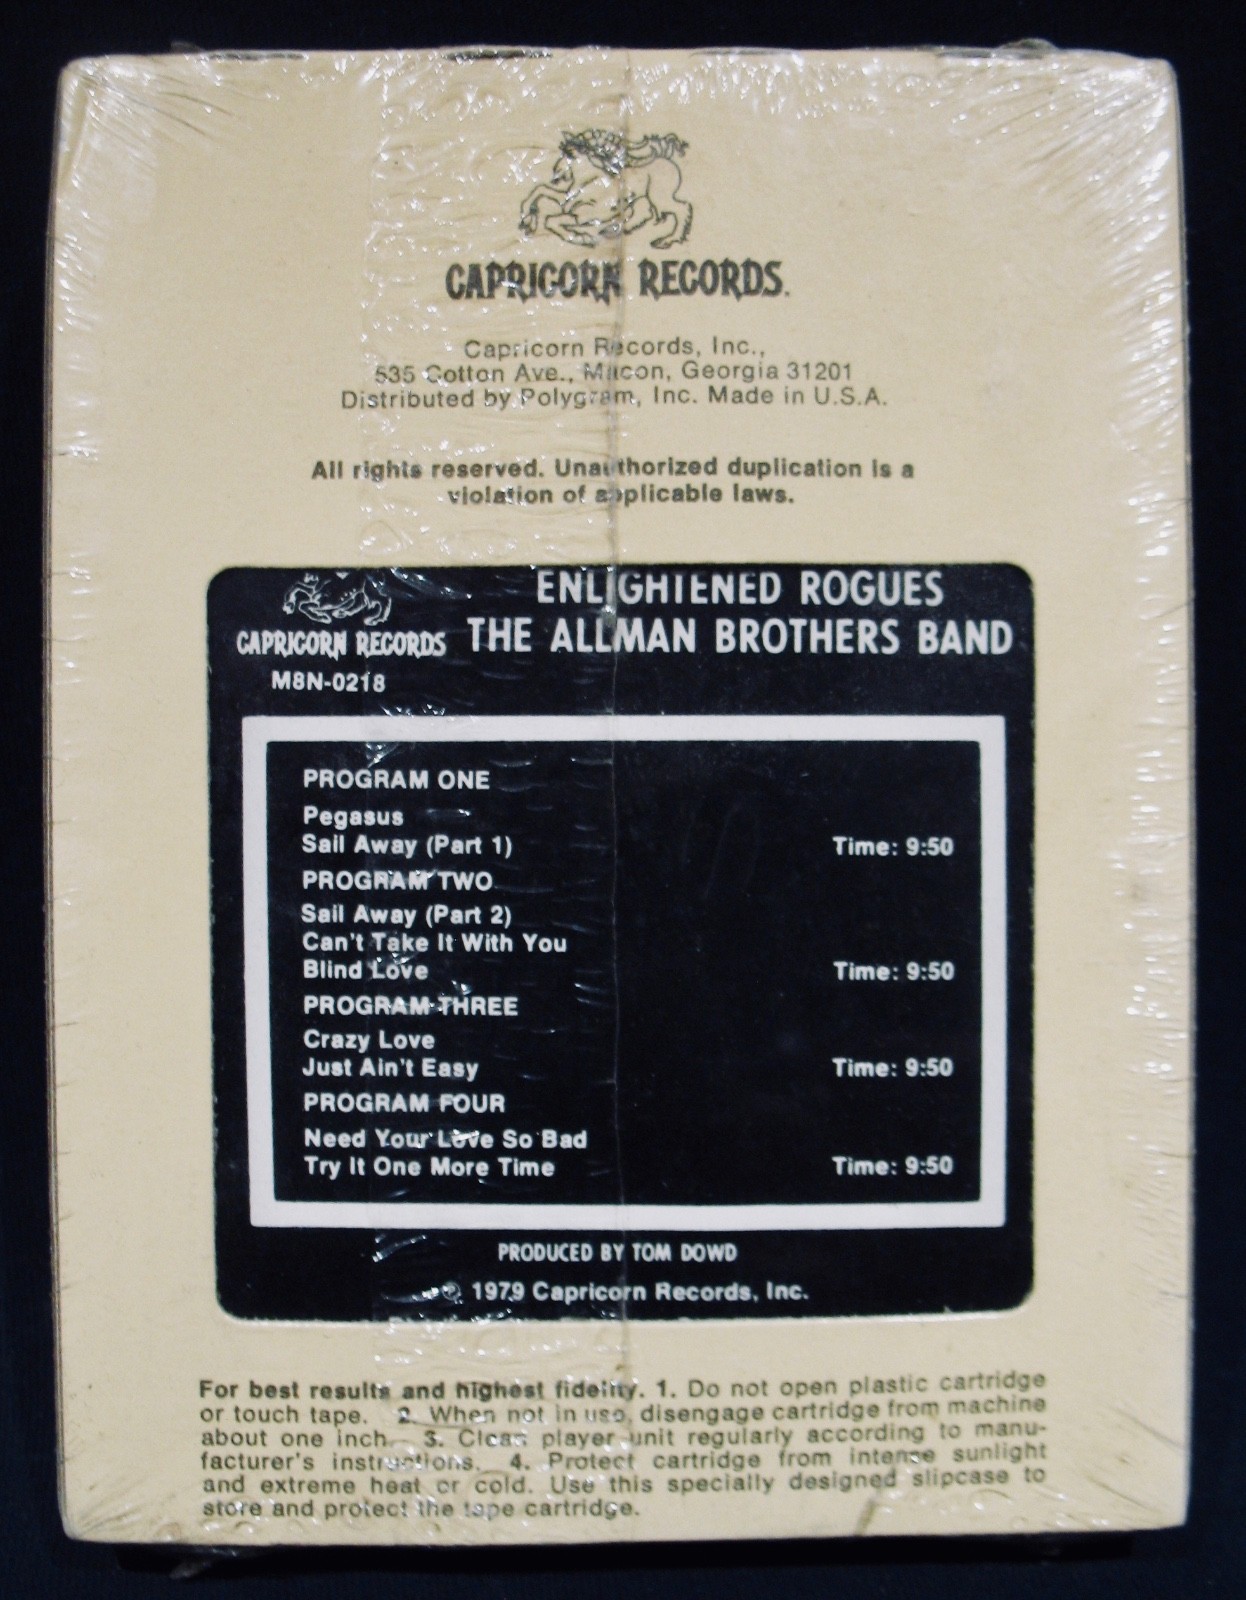 CAPRICORN RECORDS.
Capricorn Records, Inc.,
535 Cotton Ave., Macon, Georgia 31201
Distributed by Polygram, Inc. Made in U.S.A.
All rights reserved. Unauthorized duplication is a
violation of applicable laws.
ENLIGHTENED ROGUES
CAPRICORN RECORDS THE ALLMAN BROTHERS BAND
M8N-0218
PROGRAM ONE
Pegasus
Sail Away (Part 1) Time: 9:50
PROGRAM TWO
Sail Away (Part 2)
Can't Take It With You
Blind Love Time: 9:50
PROGRAM THREE
Crazy Love
Just Ain't Easy Time: 9:50
PROGRAM FOUR
Need Your Love So Bad
Try It One More Time Time: 9:50
PRODUCED BY TOM DOWD
℗ 1979 Capricorn Records, Inc.
For best results and highest fidelity. 1. Do not open plastic cartridge
or touch tape. 2. When not in use, disengage cartridge from machine
about one inch. 3. Clean player unit regularly according to manu-
facturer's instructions. 4. Protect cartridge from intense sunlight
and extreme heat or cold. Use this specially designed slipcase to
store and protect the tape cartridge.